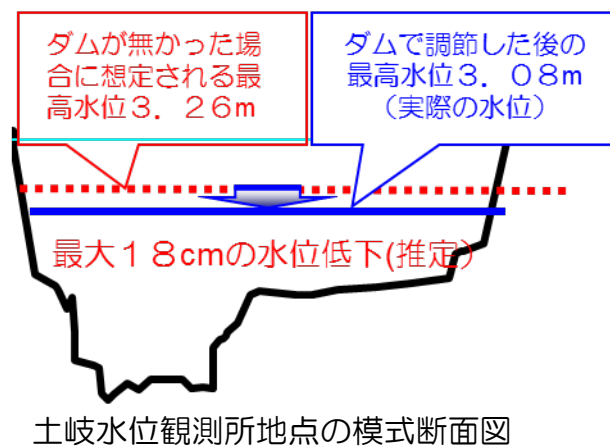 ダムが無かった場
合に想定される最
高水位３．２６ｍ
ダムで調節した後の
最高水位３．０８ｍ
（実際の水位）
最大１８cmの水位低下(推定）
土岐水位観測所地点の模式断面図